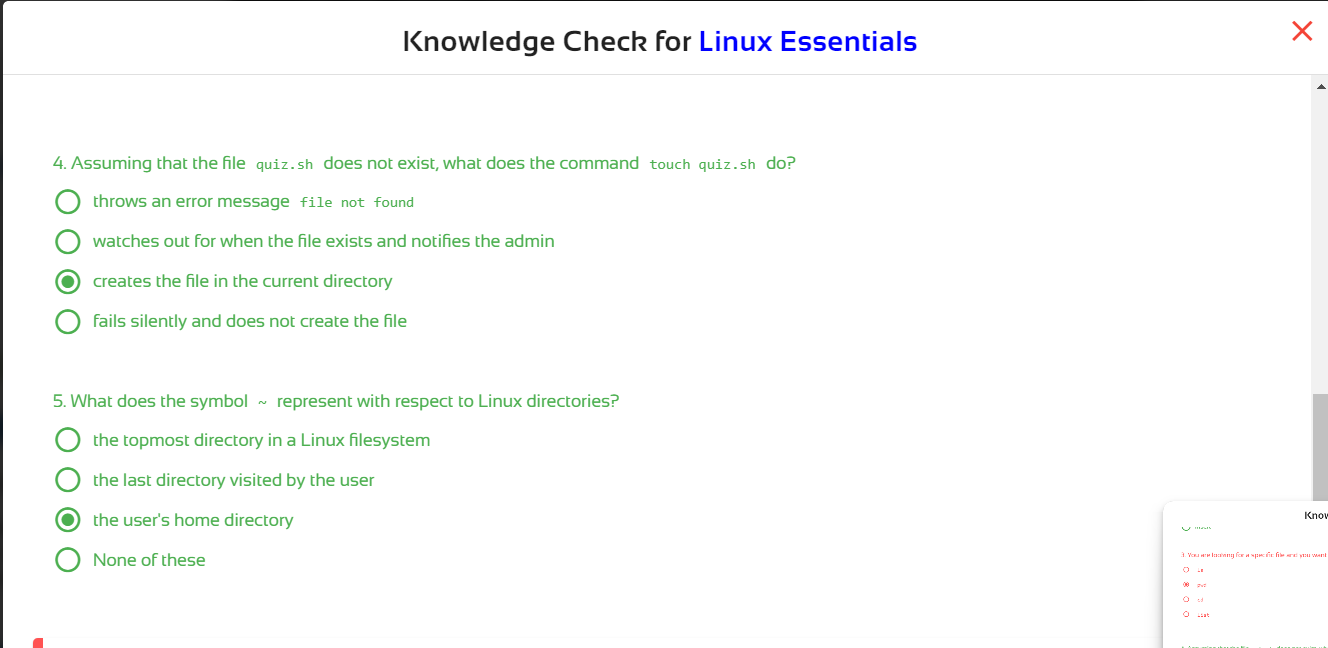 Knowledge Check for Linux Essentials
4. Assuming that the file quiz.sh does not exist, what does the command touch quiz.sh do?
throws an error message file not found
watches out for when the file exists and notifies the admin
creates the file in the current directory
fails silently and does not create the file
5. What does the symbol ~ represent with respect to Linux directories?
the topmost directory in a Linux filesystem
the last directory visited by the user
the user's home directory
None of these
Know
3. You are looking for a specific file and you want
ls
pwd
cd